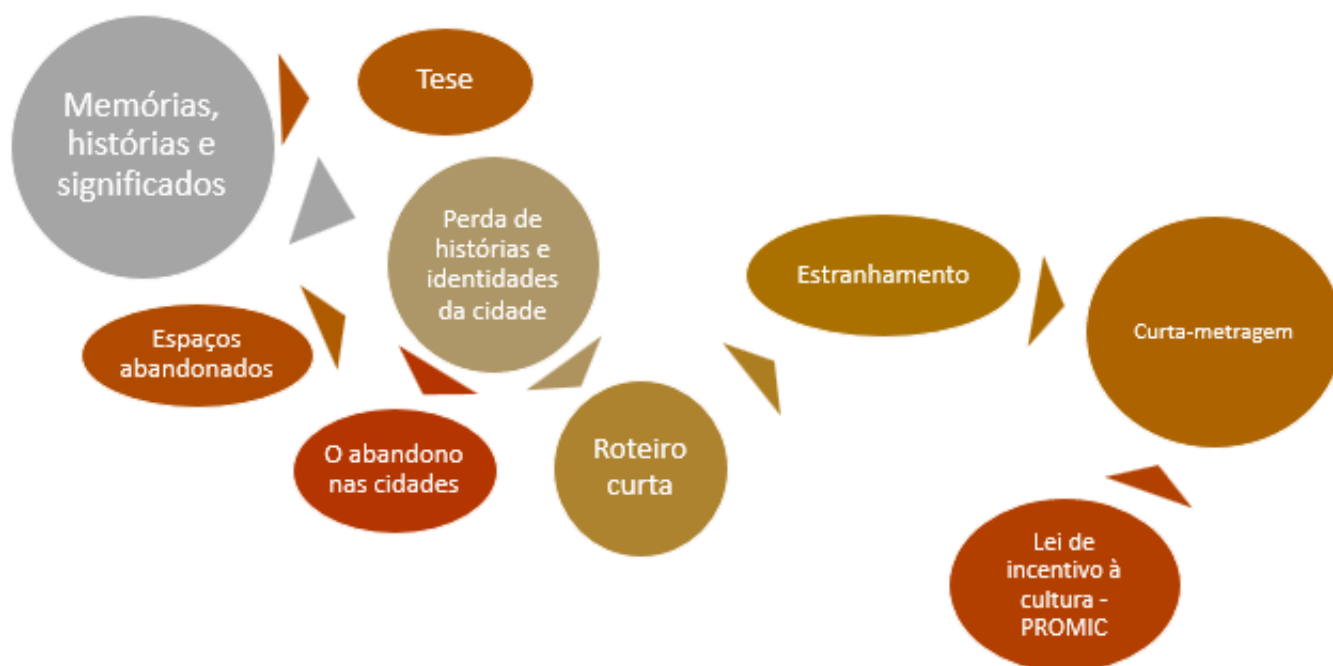 Memórias,
histórias e
significados
Tese
Perda de
histórias e
identidades
da cidade
Espaços
abandonados
O abandono
nas cidades
Roteiro
curta
Estranhamento
Curta-metragem
Lei de
incentivo à
cultura -
PROMIC